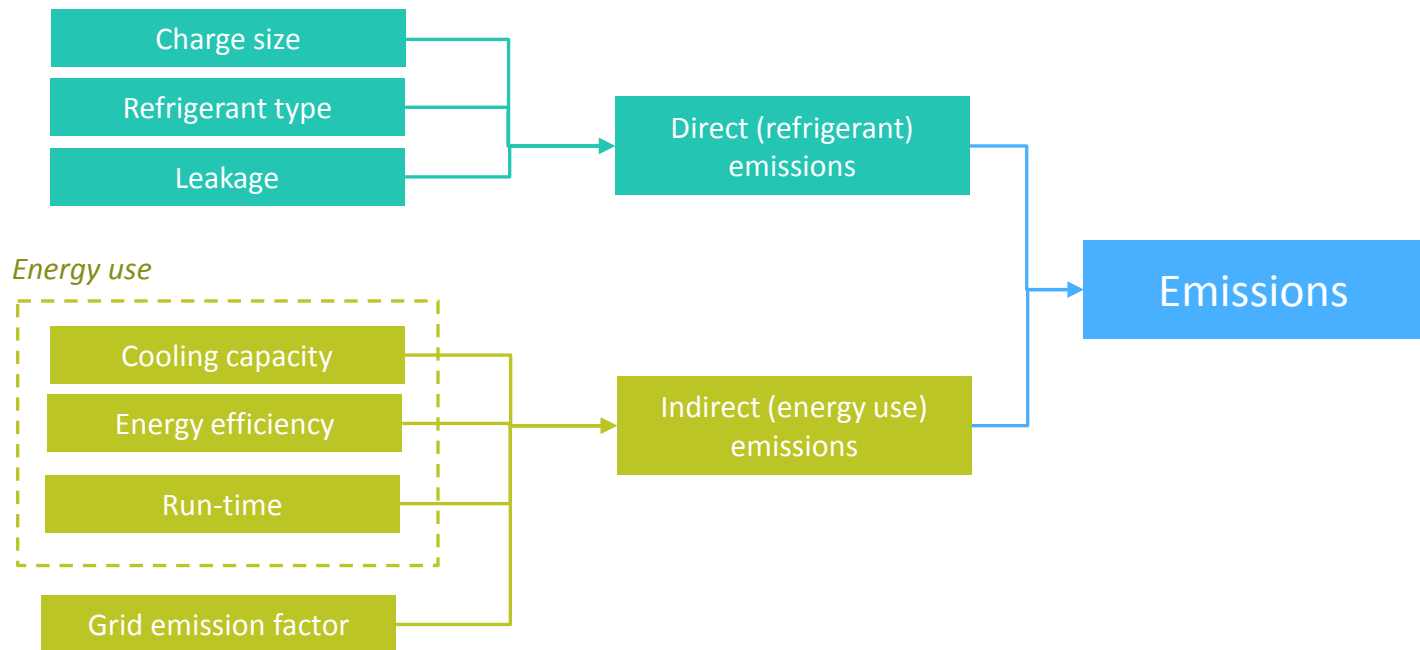 Charge size
Refrigerant type
Leakage
Direct (refrigerant)
emissions
Energy use
Cooling capacity
Energy efficiency
Run-time
Grid emission factor
Indirect (energy use)
emissions
Emissions